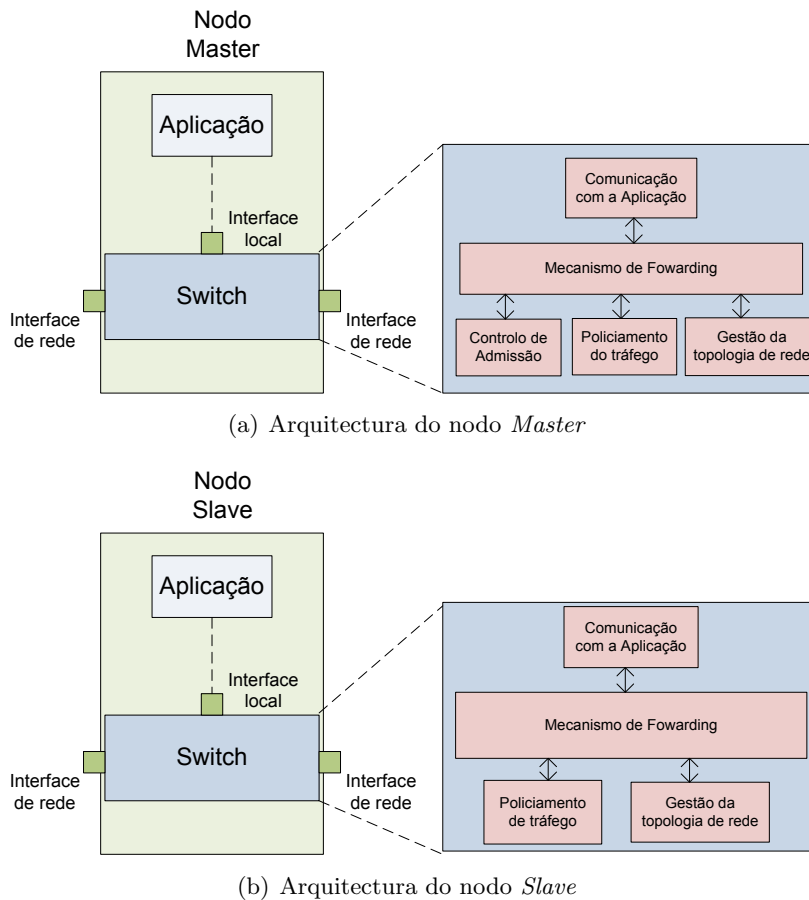 Nodo
Master
Aplicação
Interface
local
Switch
Interface
de rede
Interface
de rede
Comunicação
com a Aplicação
Mecanismo de Fowarding
Controlo de
Admissão
Policiamento
do tráfego
Gestão da
topologia de rede
(a) Arquitectura do nodo Master
Nodo
Slave
Aplicação
Interface
local
Switch
Interface
de rede
Interface
de rede
Comunicação
com a Aplicação
Mecanismo de Fowarding
Policiamento
de tráfego
Gestão da
topologia de rede
(b) Arquitectura do nodo Slave